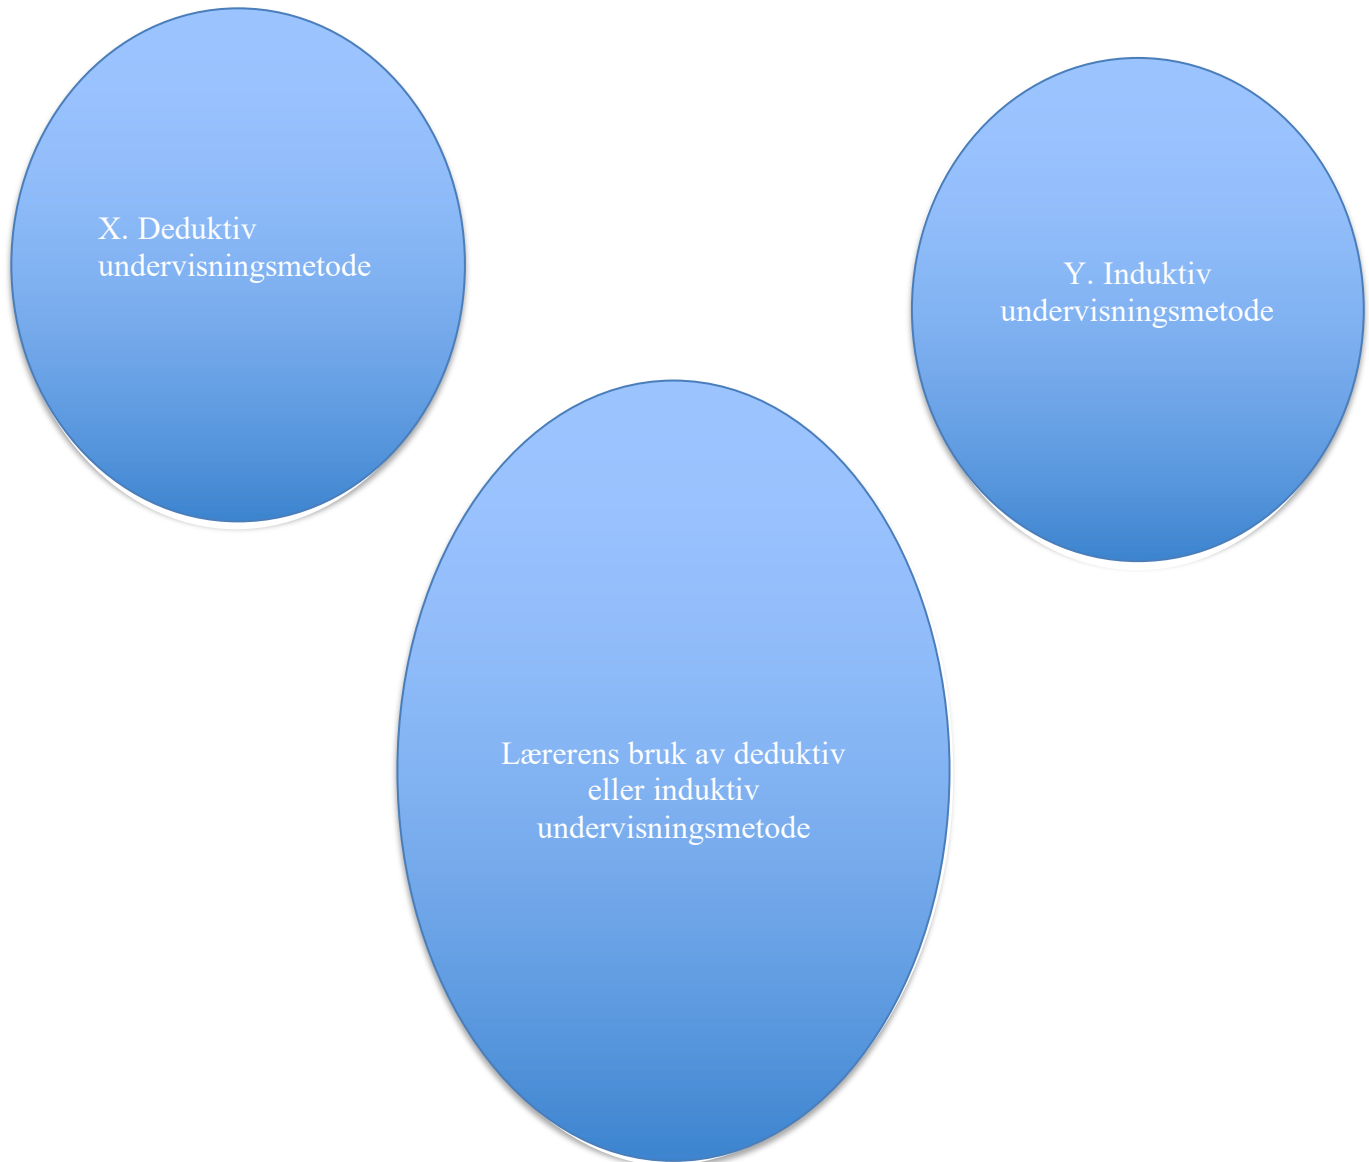 X. Deduktiv
undervisningsmetode
Y. Induktiv
undervisningsmetode
Lærerens bruk av deduktiv
eller induktiv
undervisningsmetode